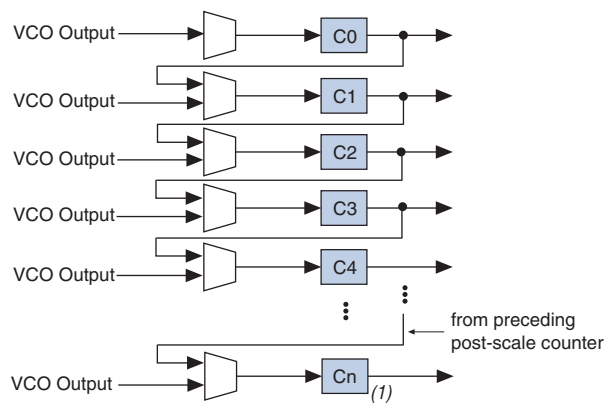 VCO Output
C0
VCO Output
C1
VCO Output
C2
VCO Output
C3
VCO Output
C4
from preceding
post-scale counter
VCO Output
Cn
(1)